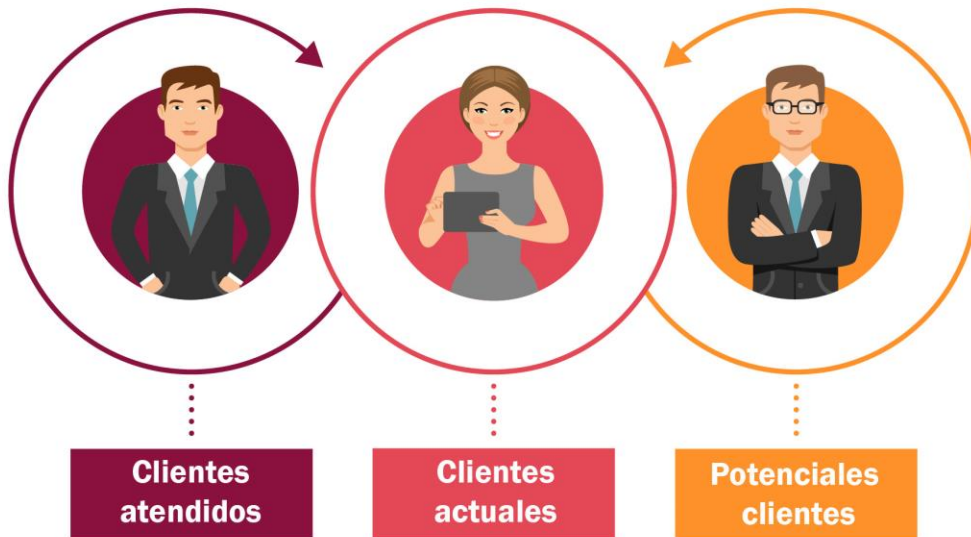 Clientes
atendidos
Clientes
actuales
Potenciales
clientes